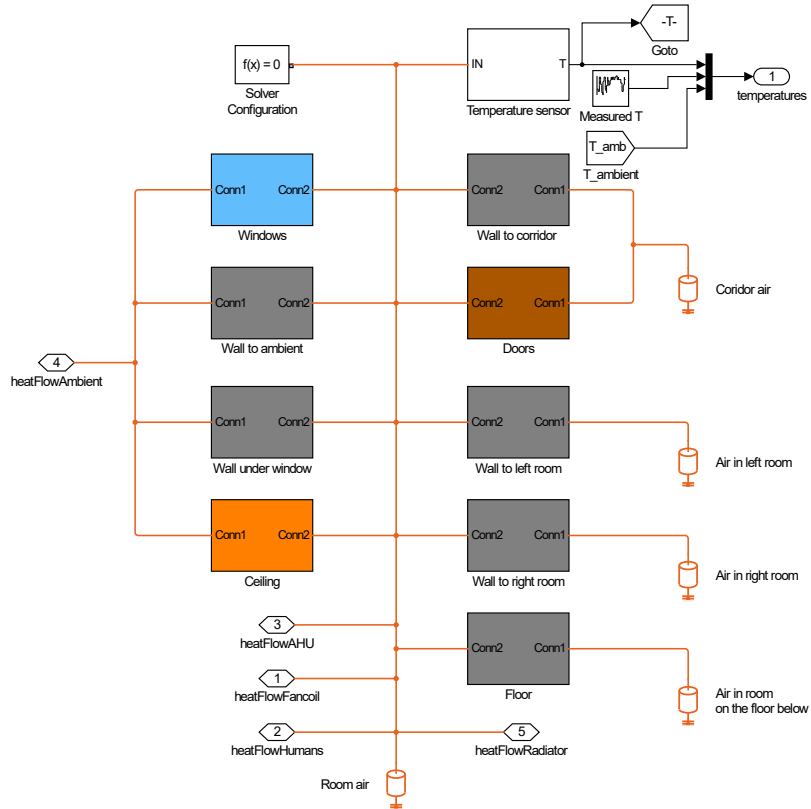 -T-
Goto
f(x) = 0
Solver
Configuration
IN
T
Temperature sensor
Measured T
1
temperatures
T_amb
T_ambient
Conn1
Conn2
Windows
Conn2
Conn1
Wall to corridor
Coridor air
Conn1
Conn2
Wall to ambient
Conn2
Conn1
Doors
4
heatFlowAmbient
Conn1
Conn2
Wall under window
Conn2
Conn1
Wall to left room
Air in left room
Conn1
Conn2
Ceiling
Conn2
Conn1
Wall to right room
Air in right room
3
heatFlowAHU
Conn2
Conn1
Floor
1
heatFlowFancoil
Air in room
on the floor below
2
heatFlowHumans
5
heatFlowRadiator
Room air